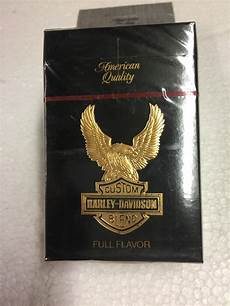 American
Quality
CUSTOM
HARLEY-DAVIDSON
BLEND
FULL FLAVOR